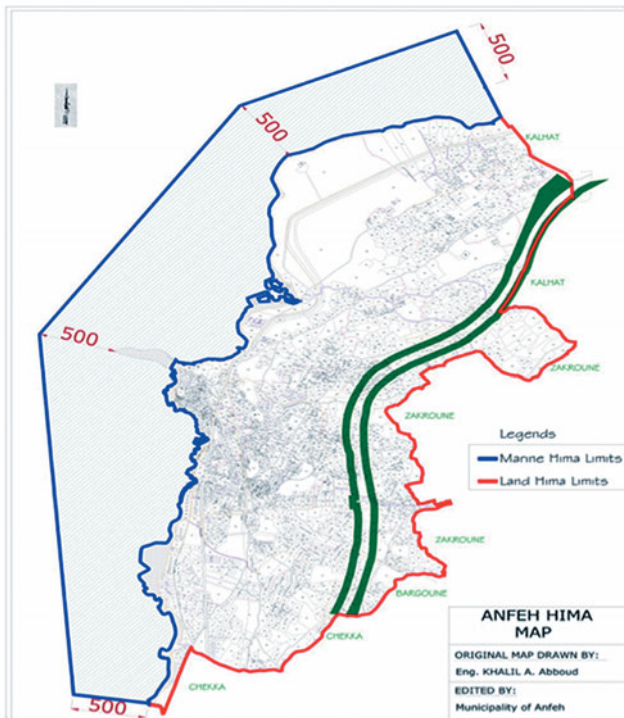 500
KALHAT
500
KALHAT
500
ZAKROUNE
ZAKROUNE
Legends
Marine Hima Limits
Land Hima Limits
ZAKROUNE
BARGOUNE
CHEKKA
CHEKKA
500
ANFEH HIMA
MAP
ORIGINAL MAP DRAWN BY:
Eng. KHALIL A. Abboud
EDITED BY:
Municipality of Anfeh